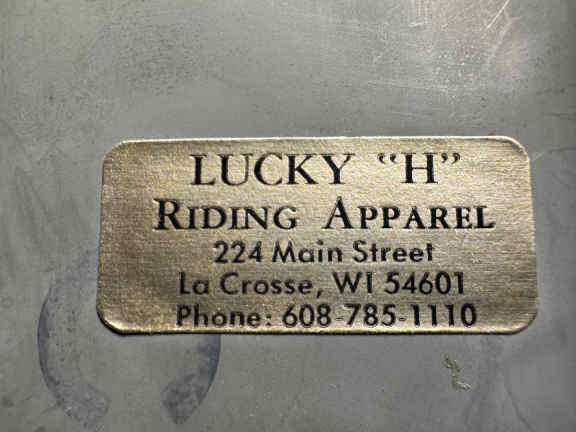 LUCKY "H"
RIDING APPAREL
224 Main Street
La Crosse, WI 54601
Phone: 608-785-1110